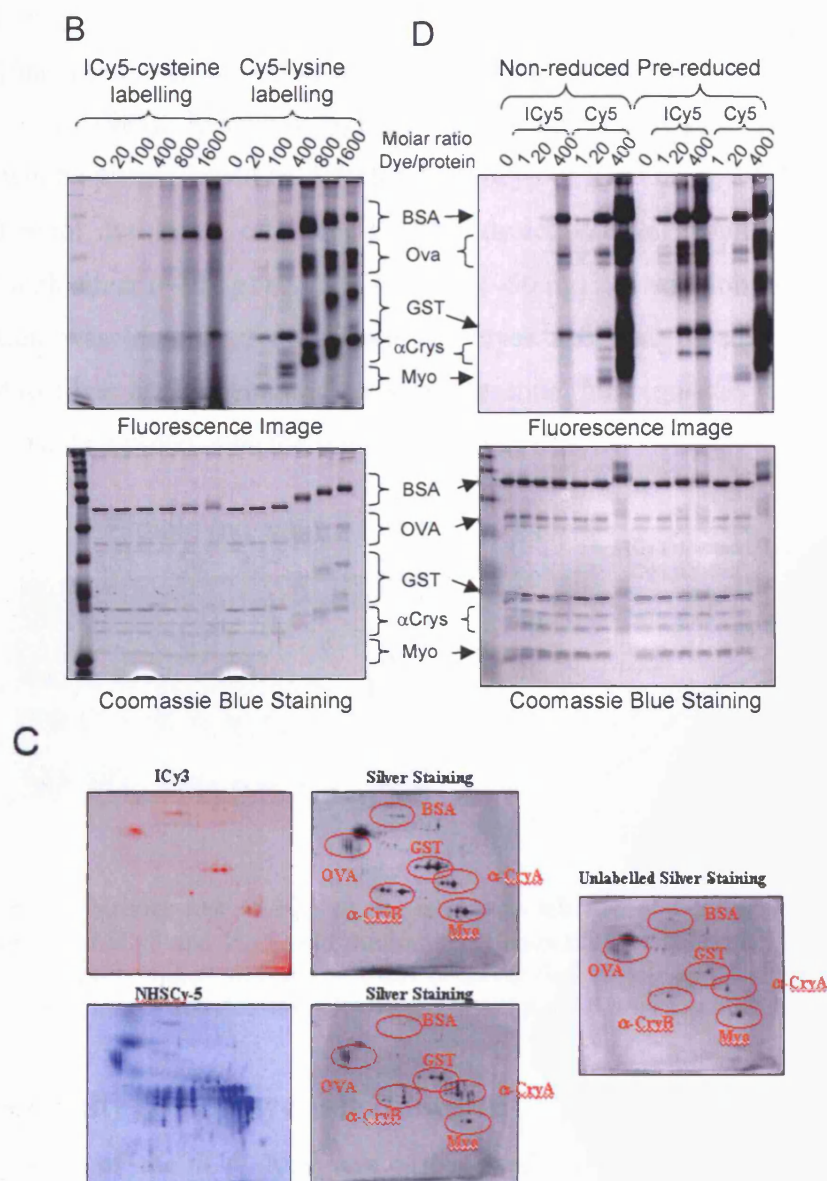 B
ICy5-cysteine labelling
Cy5-lysine labelling
0 20 100 400 800 1600 0 20 100 400 800 1600
Molar ratio
Dye/protein
BSA
Ova
GST
αCrys
Myo
Fluorescence Image
BSA
OVA
GST
αCrys
Myo
Coomassie Blue Staining
D
Non-reduced Pre-reduced
ICy5 Cy5 ICy5 Cy5
0 1 20 400 1 20 400 0 1 20 400 1 20 400
Fluorescence Image
Coomassie Blue Staining
C
ICy3
Silver Staining
BSA
OVA
GST
α-CryA
α-CryB
Myo
NHSCy-5
Silver Staining
BSA
OVA
GST
α-CryA
α-CryB
Myo
Unlabelled Silver Staining
BSA
OVA
GST
α-CryA
α-CryB
Myo